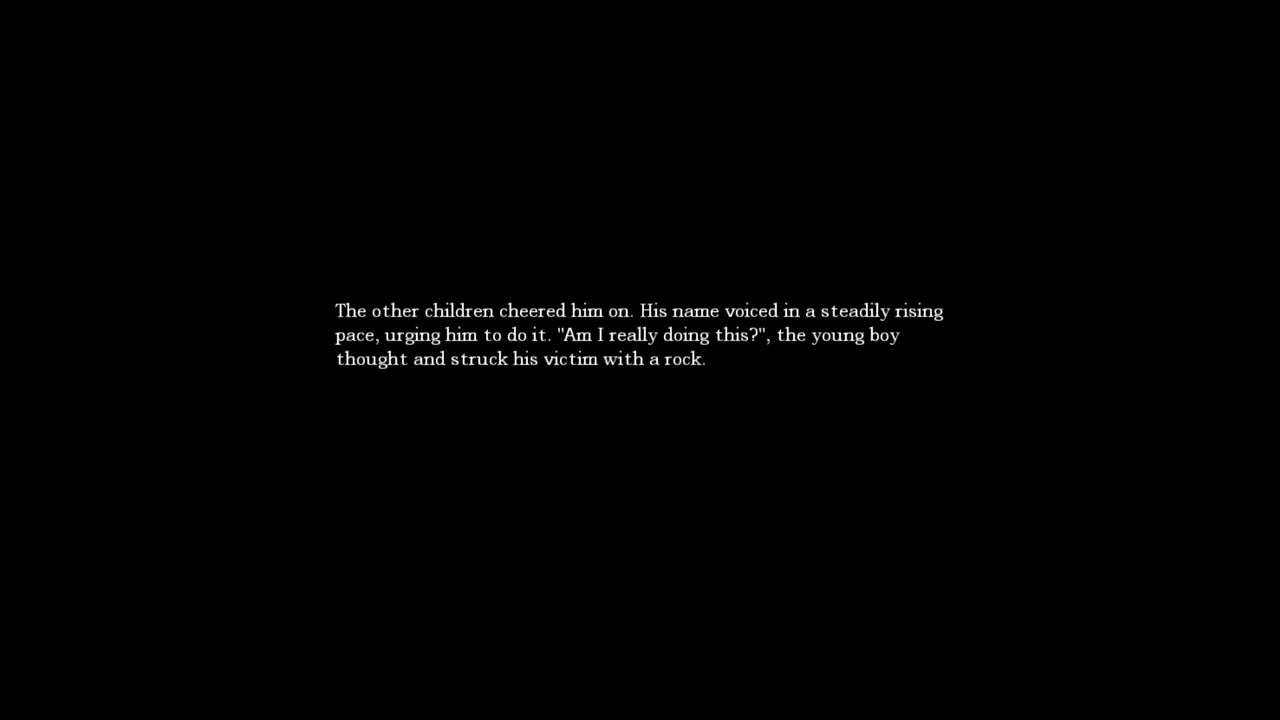 The other children cheered him on. His name voiced in a steadily rising
pace, urging him to do it. "Am I really doing this?", the young boy
thought and struck his victim with a rock.